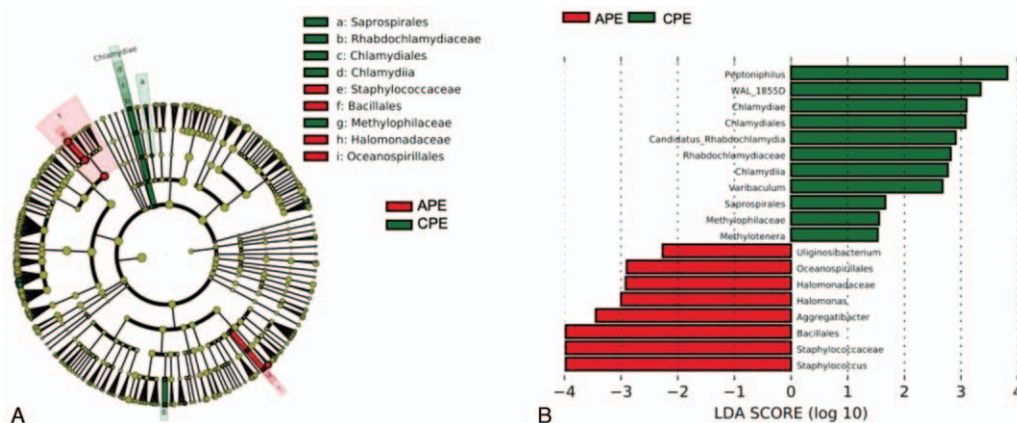 Chlamydiae
a: Saprospirales
b: Rhabdochlamydiaceae
c: Chlamydiales
d: Chlamydiia
e: Staphylococcaceae
f: Bacillales
g: Methylophilaceae
h: Halomonadaceae
i: Oceanospirillales
APE
CPE
A
APE CPE
Peptoniphilus
WAL_1855D
Chlamydiae
Chlamydiales
Candidatus_Rhabdochlamydia
Rhabdochlamydiaceae
Chlamydiia
Varibaculum
Saprospirales
Methylophilaceae
Methylotenera
Uliginosibacterium
Oceanospirillales
Halomonadaceae
Halomonas
Aggregatibacter
Bacillales
Staphylococcaceae
Staphylococcus
−4 −3 −2 −1 0 1 2 3 4
LDA SCORE (log 10)
B